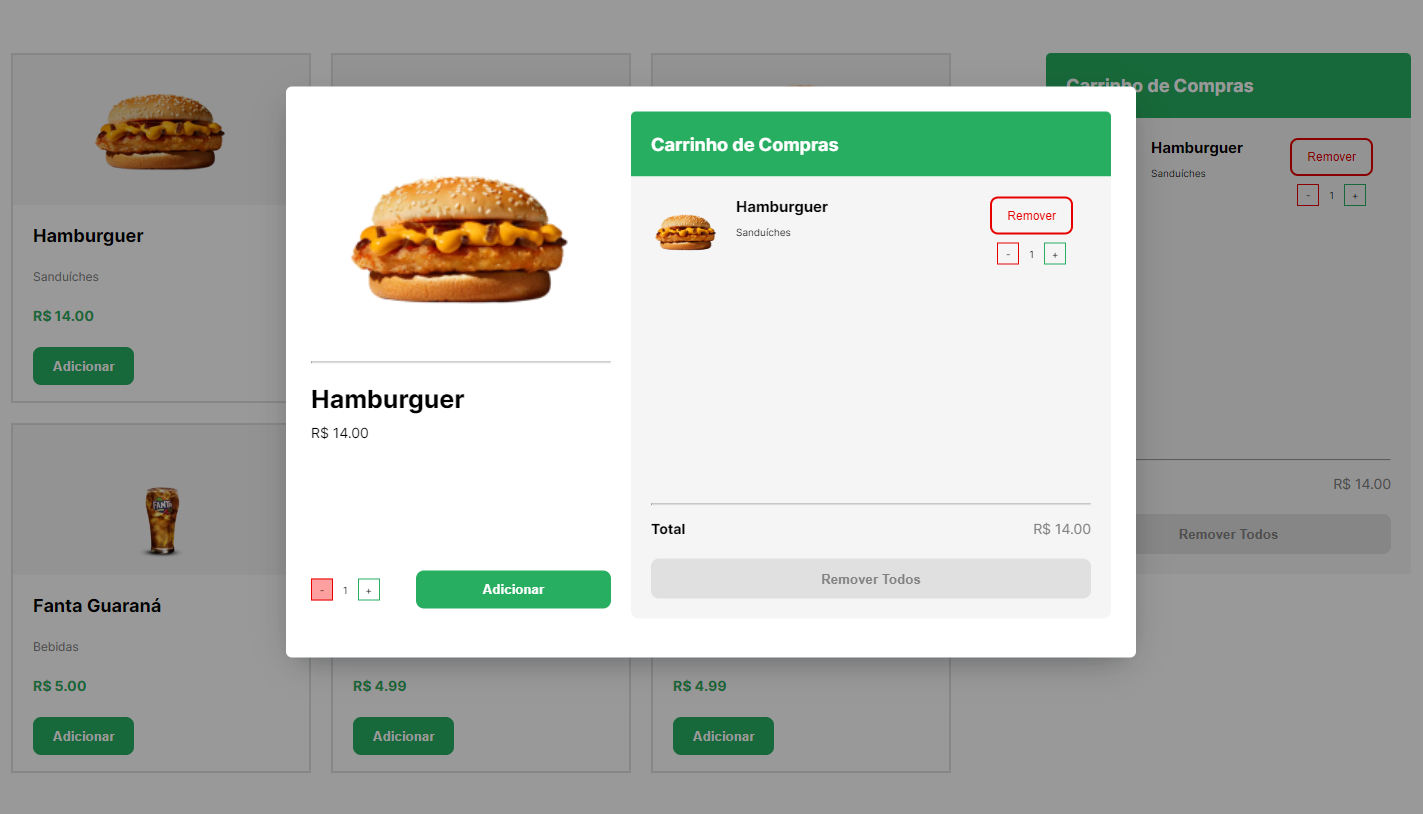 Carrinho de Compras
Hamburguer
Sanduíches
Remover
- 1 +
R$ 14.00
Remover Todos
Hamburguer
Sanduíches
R$ 14.00
Adicionar
FANTA
Fanta Guaraná
Bebidas
R$ 5.00
Adicionar
R$ 4.99
Adicionar
R$ 4.99
Adicionar
Hamburguer
R$ 14.00
- 1 +
Adicionar
Carrinho de Compras
Hamburguer
Sanduíches
Remover
- 1 +
Total
R$ 14.00
Remover Todos